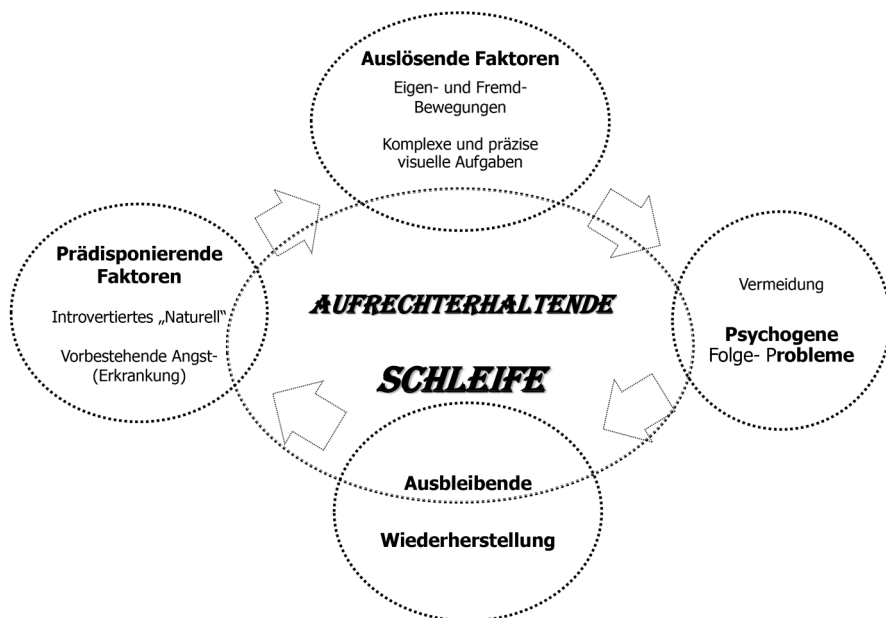 Auslösende Faktoren
Eigen- und Fremd-
Bewegungen
Komplexe und präzise
visuelle Aufgaben
Prädisponierende
Faktoren
Introvertiertes „Naturell“
Vorbestehende Angst-
(Erkrankung)
AUFRECHTERHALTENDE
SCHLEIFE
Vermeidung
Psychogene
Folge- Probleme
Ausbleibende
Wiederherstellung